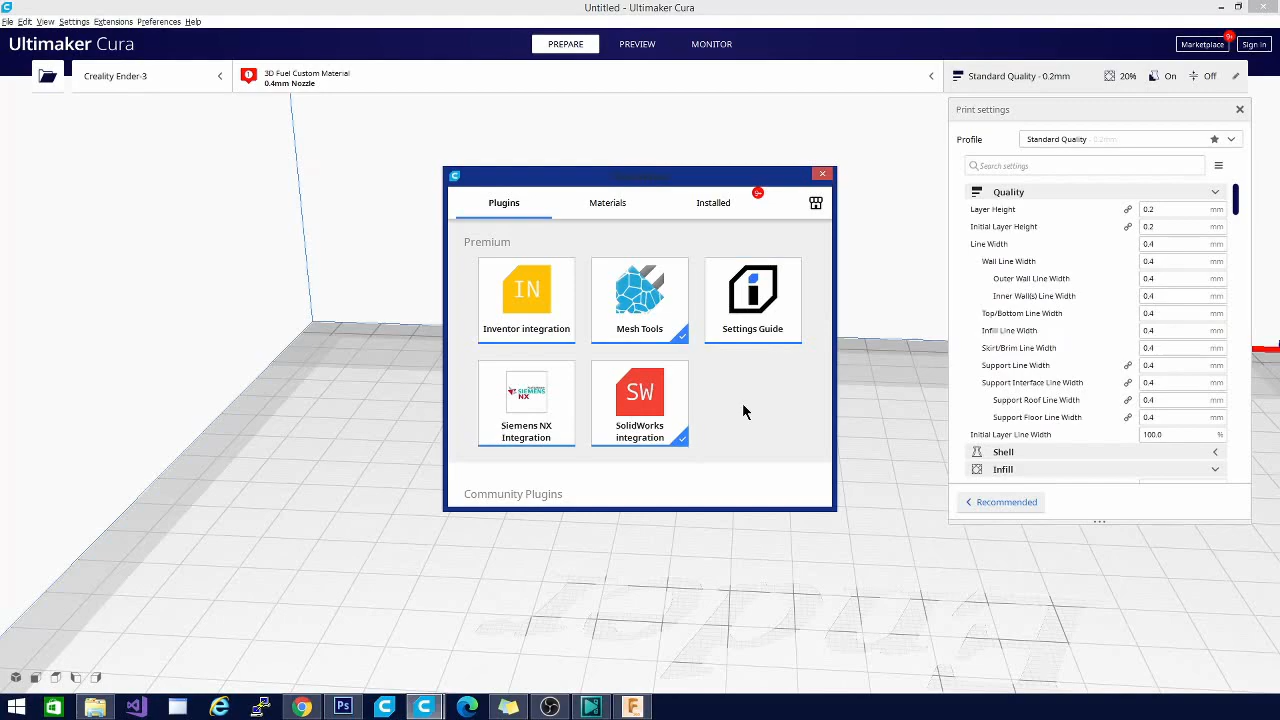 Untitled - Ultimaker Cura
File Edit View Settings Extensions Preferences Help
Ultimaker Cura
PREPARE
PREVIEW
MONITOR
Marketplace
9+
Sign in
Creality Ender-3
3D Fuel Custom Material
0.4mm Nozzle
Standard Quality - 0.2mm
20%
On
Off
Print settings
Profile
Standard Quality - 0.2mm
Search settings
Quality
Layer Height 0.2 mm
Initial Layer Height 0.2 mm
Line Width 0.4 mm
Wall Line Width 0.4 mm
Outer Wall Line Width 0.4 mm
Inner Wall(s) Line Width 0.4 mm
Top/Bottom Line Width 0.4 mm
Infill Line Width 0.4 mm
Skirt/Brim Line Width 0.4 mm
Support Line Width 0.4 mm
Support Interface Line Width 0.4 mm
Support Roof Line Width 0.4 mm
Support Floor Line Width 0.4 mm
Initial Layer Line Width 100.0 %
Shell
Infill
Recommended
Plugins
Materials
Installed
9+
Premium
IN
Inventor integration
Mesh Tools
Settings Guide
SIEMENS
NX
Siemens NX
Integration
SW
SolidWorks
integration
Community Plugins
Ps